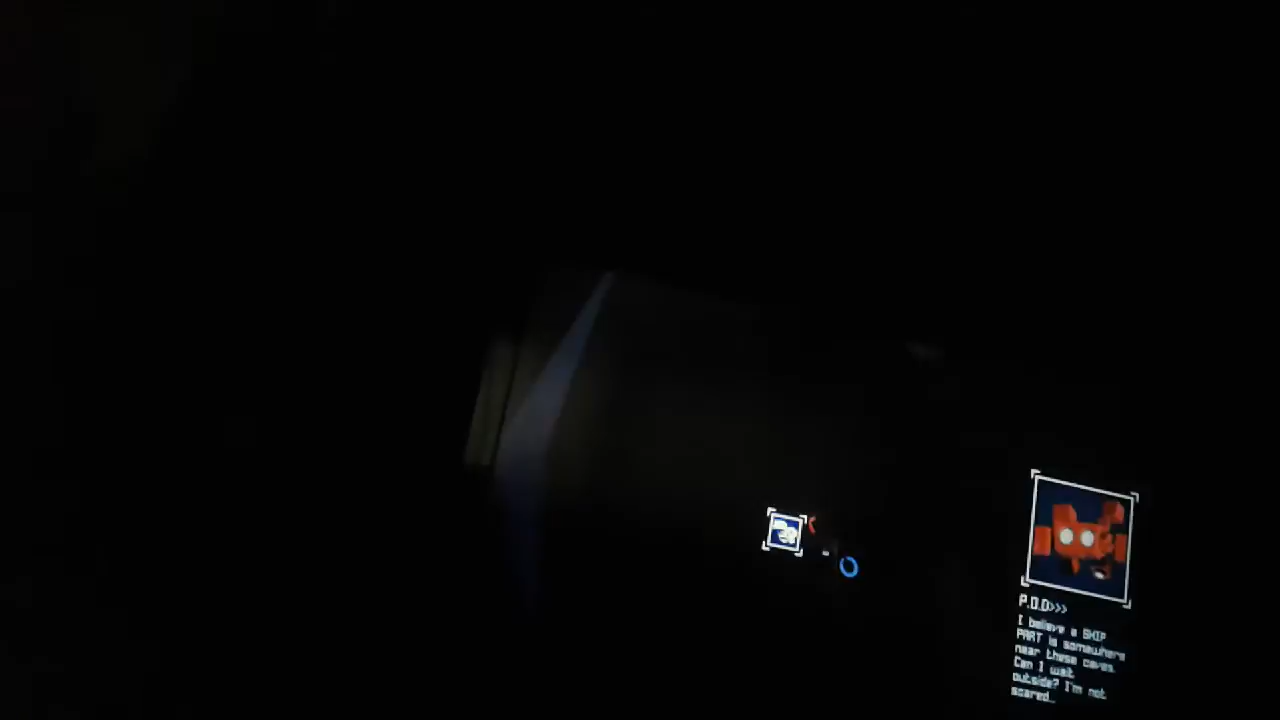 P.O.D>>>
I believe a SHIP
PART is somewhere
near these caves.
Can I wait
outside? I'm not
scared...